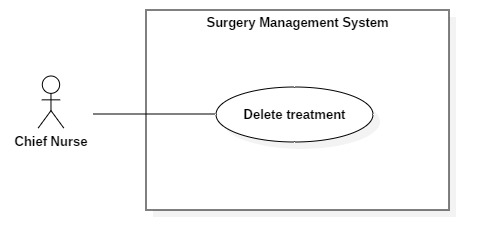 Surgery Management System
Delete treatment
Chief Nurse